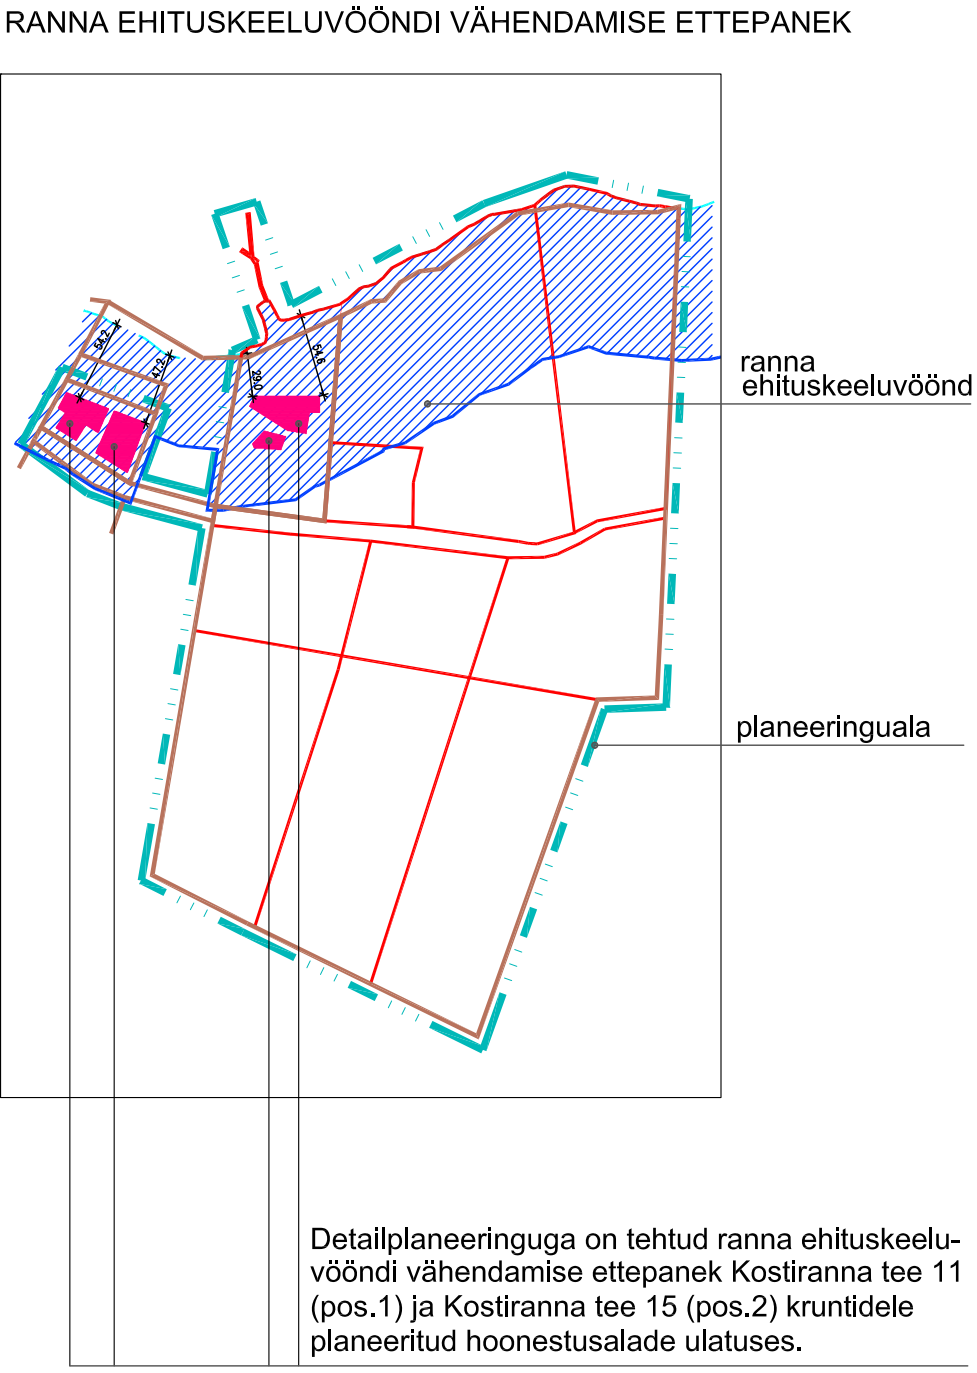 RANNA EHITUSKEELUVÖÖNDI VÄHENDAMISE ETTEPANEK
54,2
47,2
29,0
54,6
ranna
ehituskeeluvöönd
planeeringuala
Detailplaneeringuga on tehtud ranna ehituskeelu-
vööndi vähendamise ettepanek Kostiranna tee 11
(pos.1) ja Kostiranna tee 15 (pos.2) kruntidele
planeeritud hoonestusalade ulatuses.